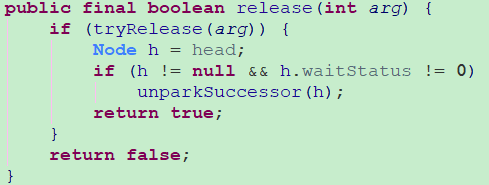 public final boolean release(int arg) {
    if (tryRelease(arg)) {
        Node h = head;
        if (h != null && h.waitStatus != 0)
            unparkSuccessor(h);
        return true;
    }
    return false;
}